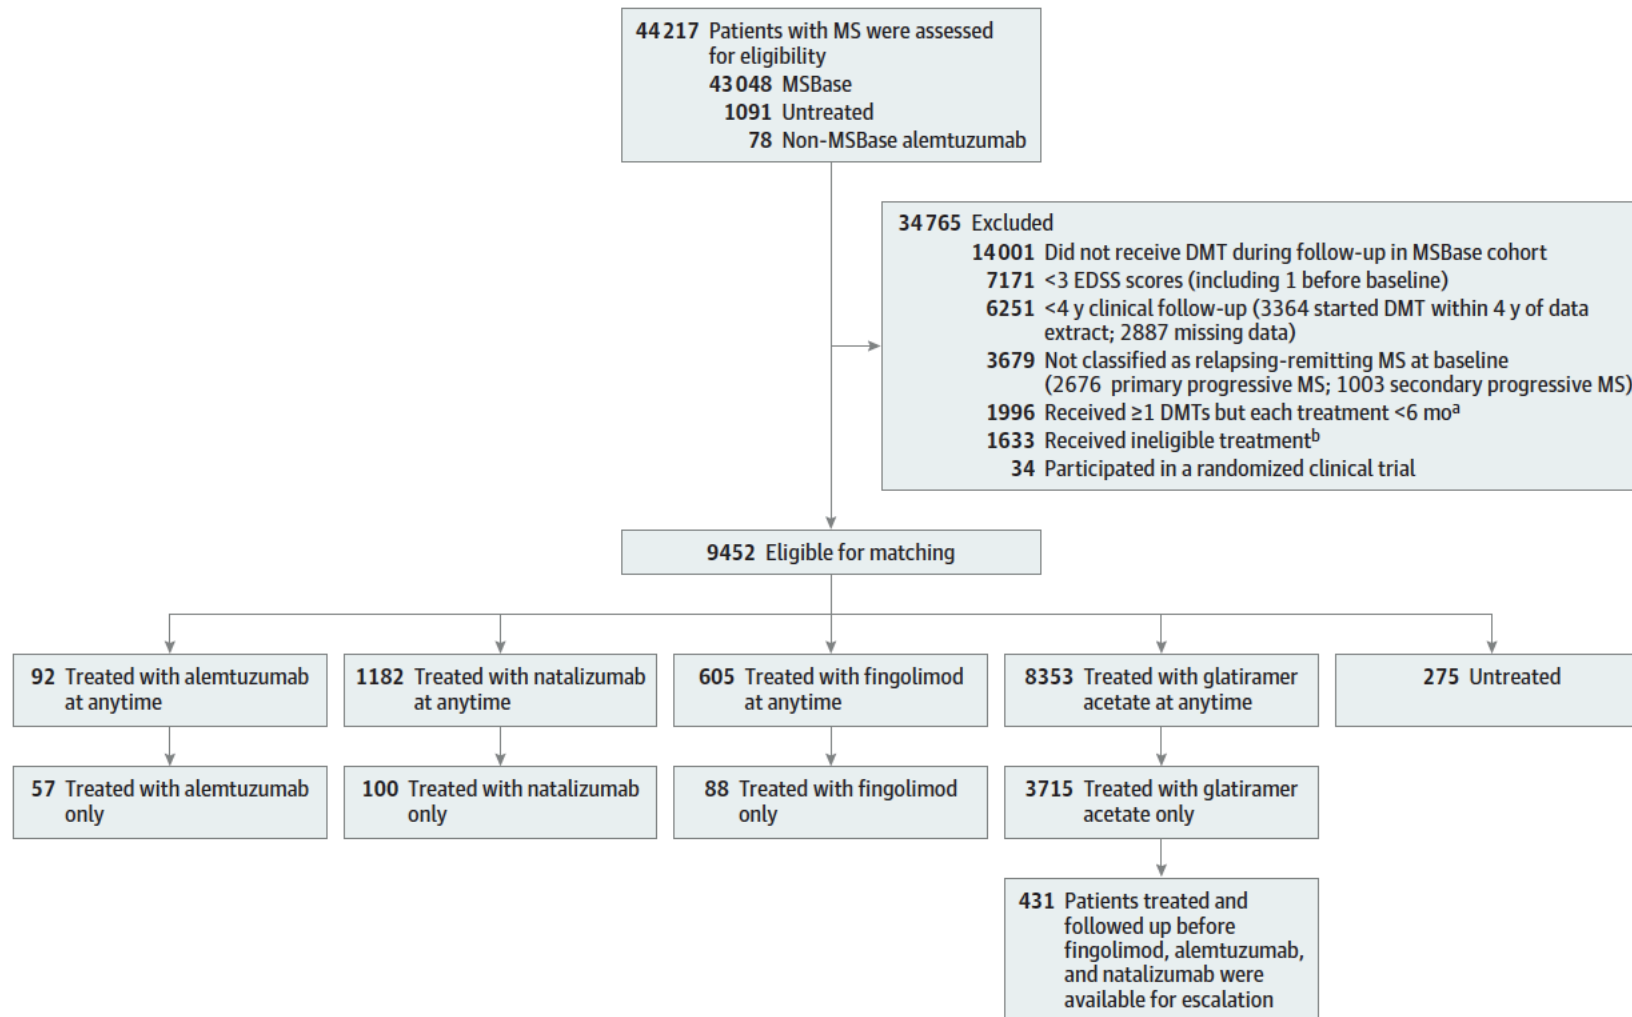 44 217 Patients with MS were assessed
for eligibility
43 048 MSBase
1091 Untreated
78 Non-MSBase alemtuzumab
34 765 Excluded
14 001 Did not receive DMT during follow-up in MSBase cohort
7171 <3 EDSS scores (including 1 before baseline)
6251 <4 y clinical follow-up (3364 started DMT within 4 y of data
extract; 2887 missing data)
3679 Not classified as relapsing-remitting MS at baseline
(2676 primary progressive MS; 1003 secondary progressive MS)
1996 Received ≥1 DMTs but each treatment <6 moᵃ
1633 Received ineligible treatmentᵇ
34 Participated in a randomized clinical trial
9452 Eligible for matching
92 Treated with alemtuzumab
at anytime
1182 Treated with natalizumab
at anytime
605 Treated with fingolimod
at anytime
8353 Treated with glatiramer
acetate at anytime
275 Untreated
57 Treated with alemtuzumab
only
100 Treated with natalizumab
only
88 Treated with fingolimod
only
3715 Treated with glatiramer
acetate only
431 Patients treated and
followed up before
fingolimod, alemtuzumab,
and natalizumab were
available for escalation